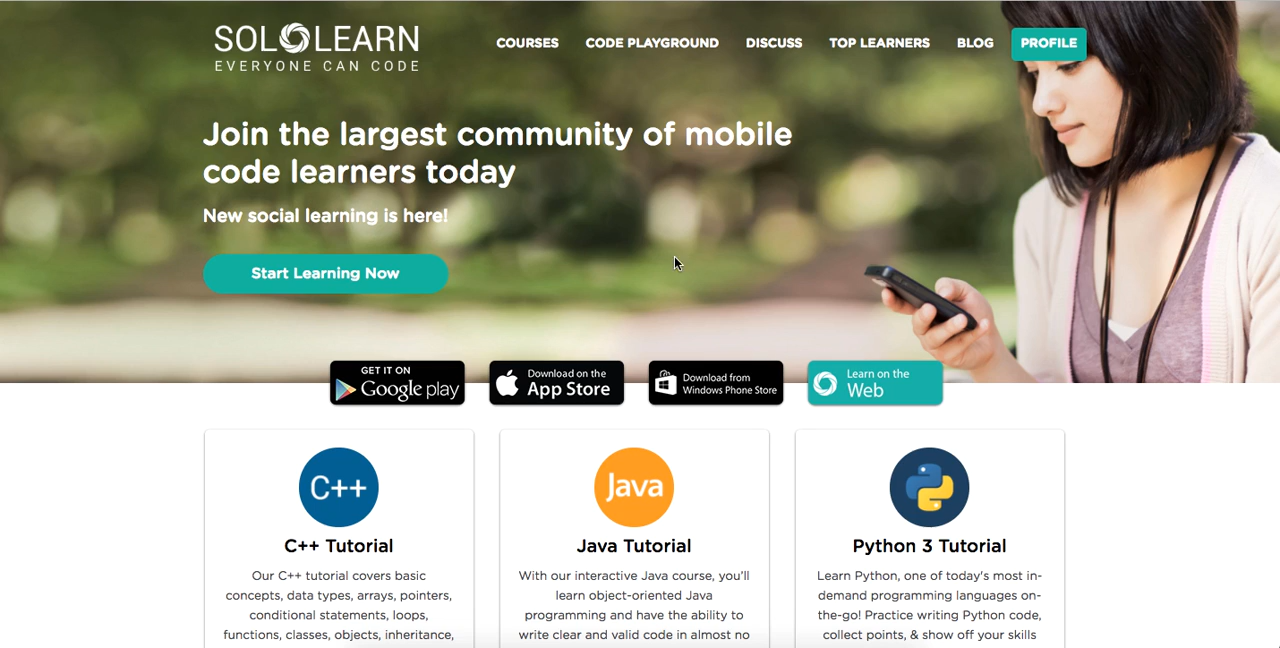 SOLOLEARN
EVERYONE CAN CODE
COURSES
CODE PLAYGROUND
DISCUSS
TOP LEARNERS
BLOG
PROFILE
Join the largest community of mobile
code learners today
New social learning is here!
Start Learning Now
GET IT ON
Google play
Download on the
App Store
Download from
Windows Phone Store
Learn on the
Web
C++
C++ Tutorial
Our C++ tutorial covers basic
concepts, data types, arrays, pointers,
conditional statements, loops,
functions, classes, objects, inheritance,
Java
Java Tutorial
With our interactive Java course, you'll
learn object-oriented Java
programming and have the ability to
write clear and valid code in almost no
Python 3 Tutorial
Learn Python, one of today's most in-
demand programming languages on-
the-go! Practice writing Python code,
collect points, & show off your skills